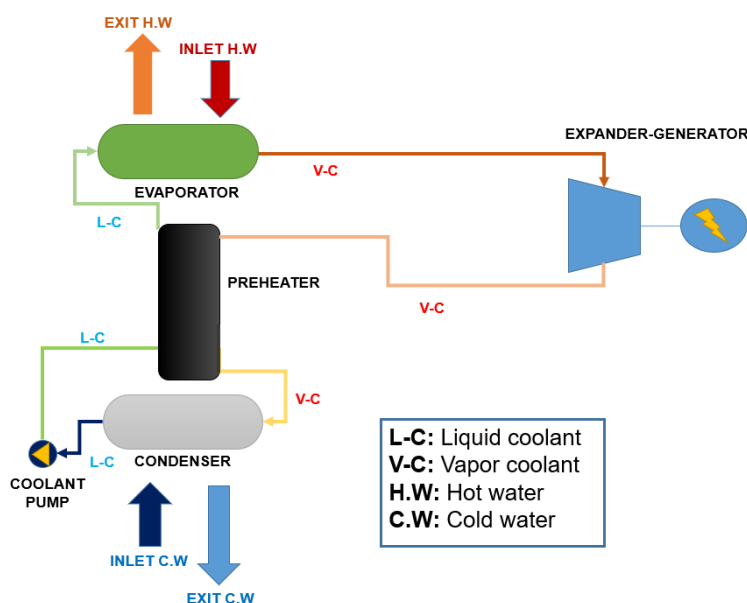 EXIT H.W
INLET H.W
EXPANDER-GENERATOR
V-C
EVAPORATOR
L-C
PREHEATER
V-C
L-C
V-C
CONDENSER
L-C
COOLANT
PUMP
L-C: Liquid coolant
V-C: Vapor coolant
H.W: Hot water
C.W: Cold water
INLET C.W
EXIT C.W